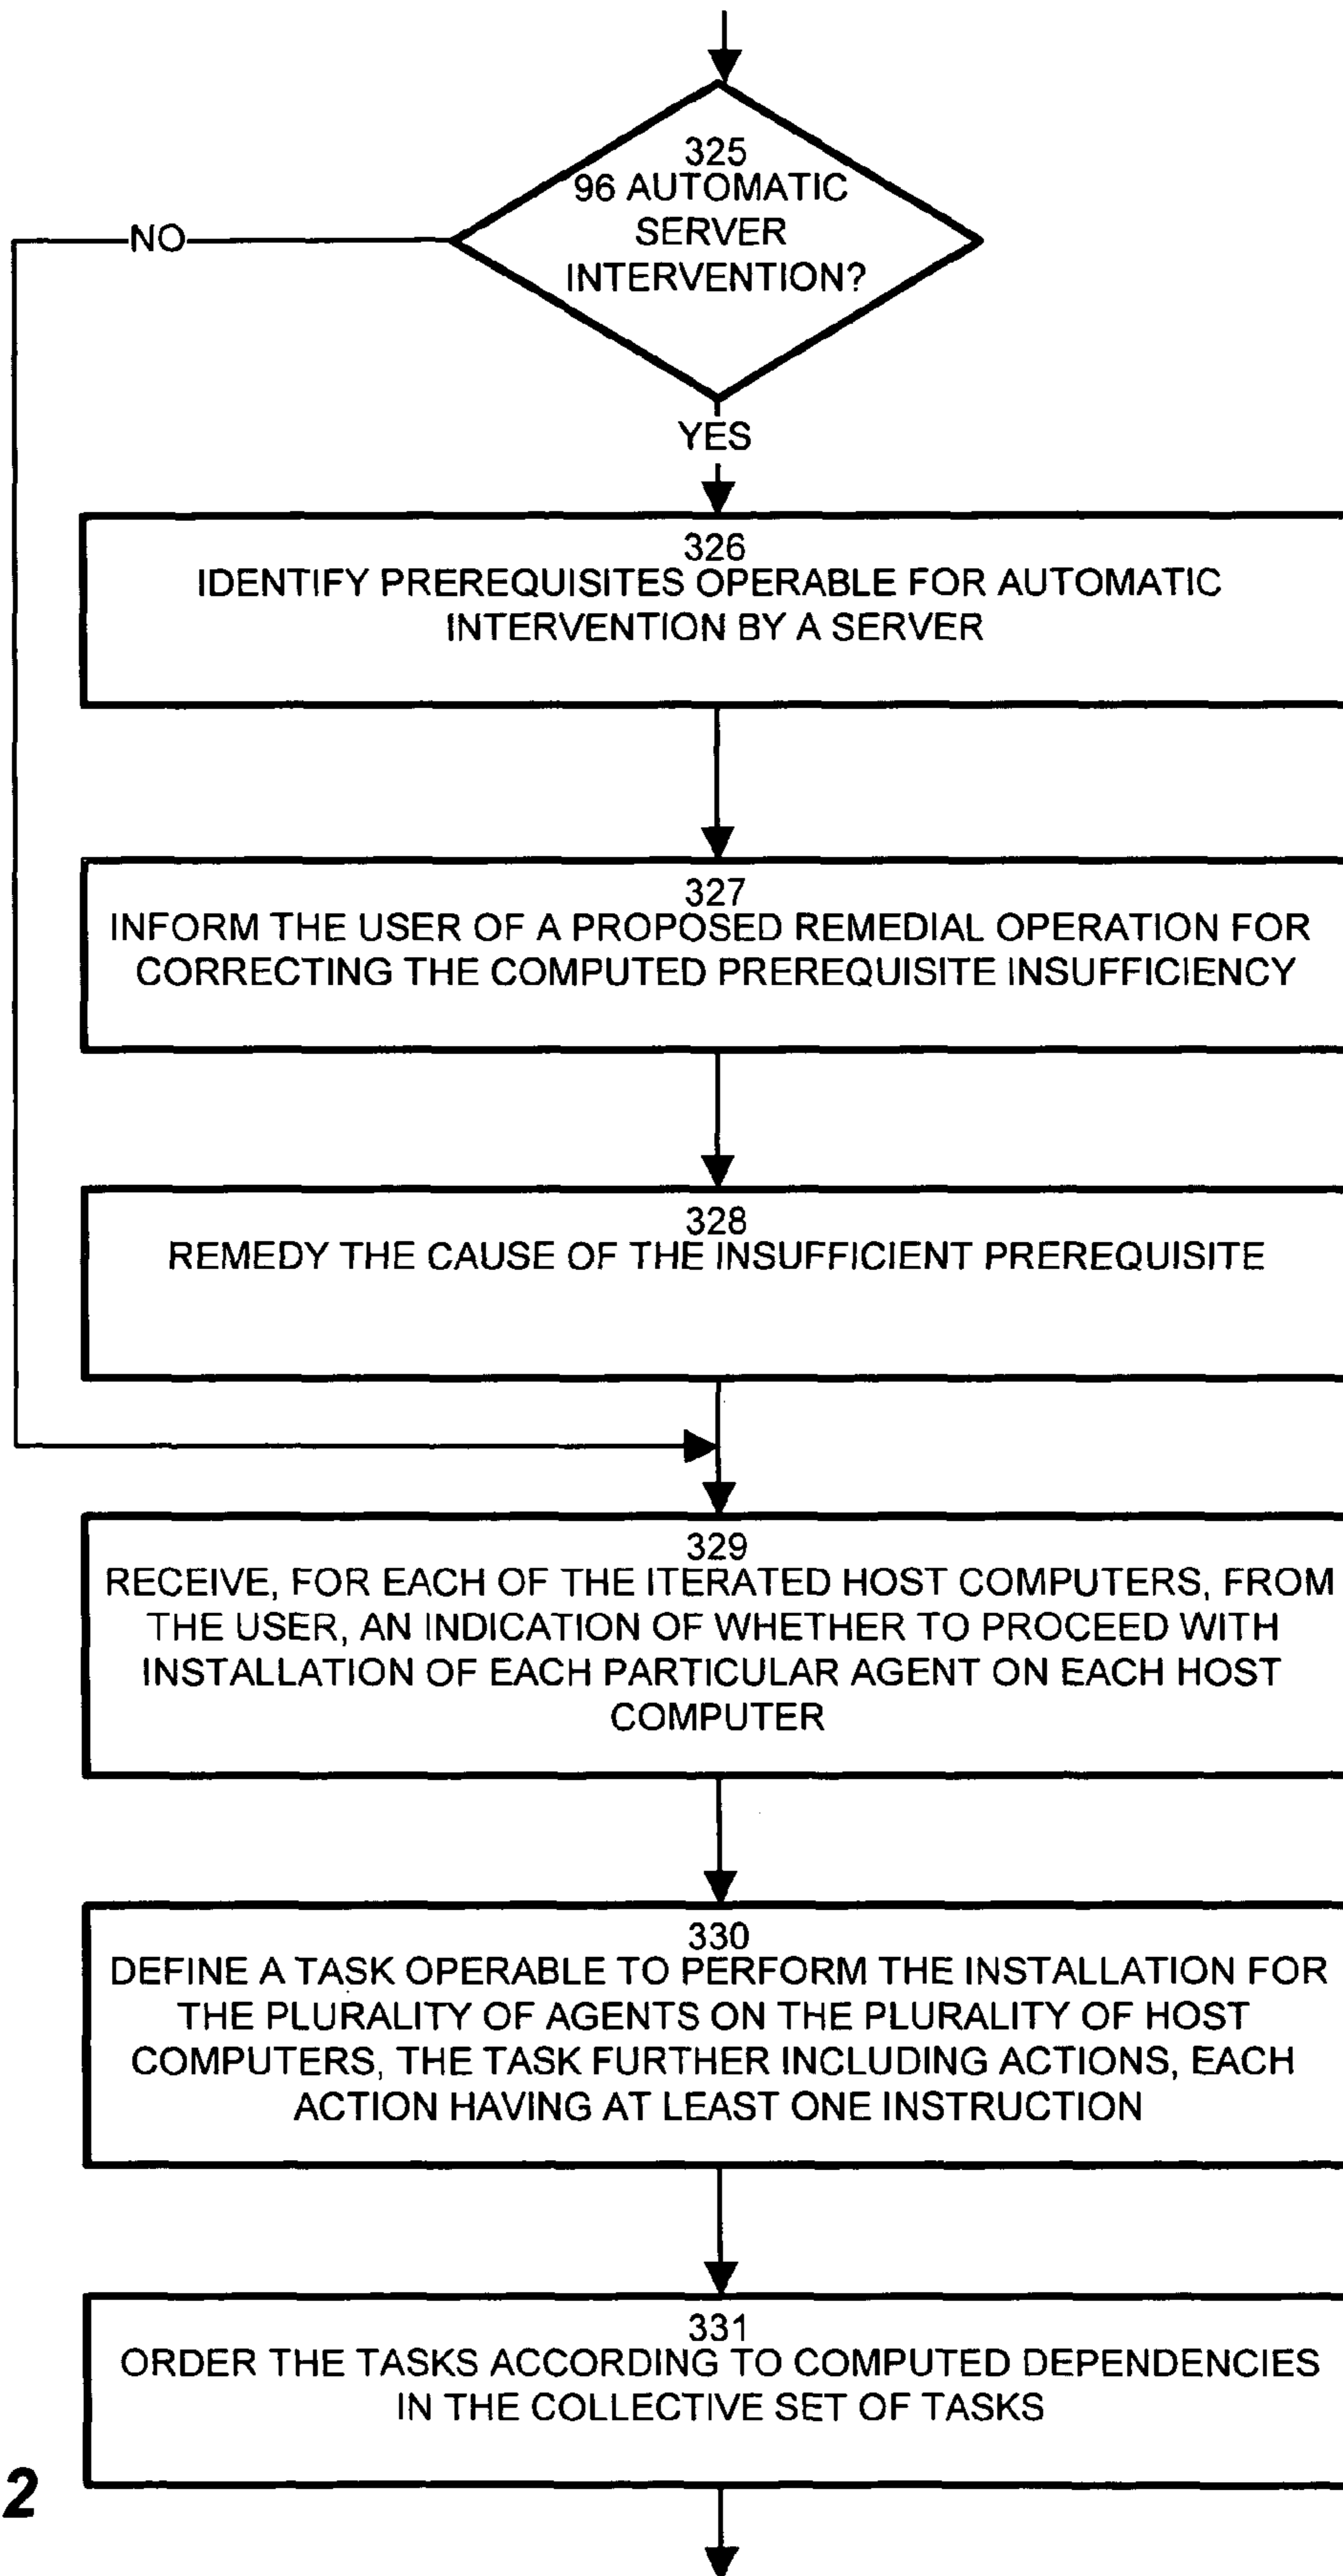 325
96 AUTOMATIC
SERVER
INTERVENTION?
NO
YES
326
IDENTIFY PREREQUISITES OPERABLE FOR AUTOMATIC
INTERVENTION BY A SERVER
327
INFORM THE USER OF A PROPOSED REMEDIAL OPERATION FOR
CORRECTING THE COMPUTED PREREQUISITE INSUFFICIENCY
328
REMEDY THE CAUSE OF THE INSUFFICIENT PREREQUISITE
329
RECEIVE, FOR EACH OF THE ITERATED HOST COMPUTERS, FROM
THE USER, AN INDICATION OF WHETHER TO PROCEED WITH
INSTALLATION OF EACH PARTICULAR AGENT ON EACH HOST
COMPUTER
330
DEFINE A TASK OPERABLE TO PERFORM THE INSTALLATION FOR
THE PLURALITY OF AGENTS ON THE PLURALITY OF HOST
COMPUTERS, THE TASK FURTHER INCLUDING ACTIONS, EACH
ACTION HAVING AT LEAST ONE INSTRUCTION
331
ORDER THE TASKS ACCORDING TO COMPUTED DEPENDENCIES
IN THE COLLECTIVE SET OF TASKS
2